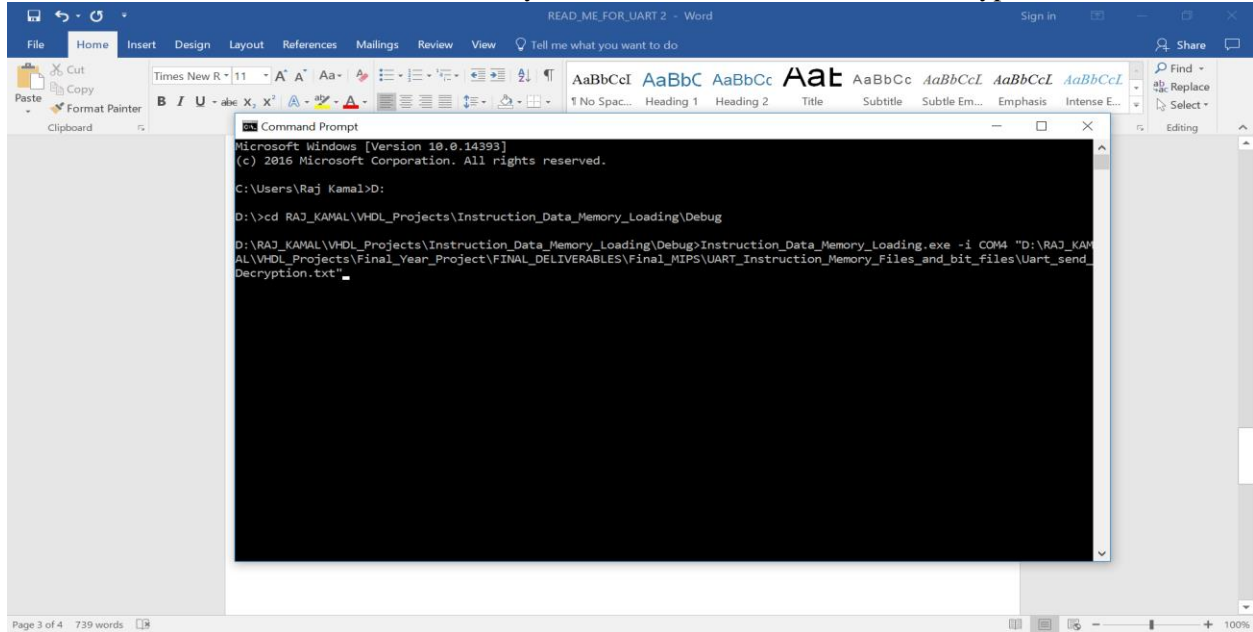 READ_ME_FOR_UART 2 - Word
Sign in
File Home Insert Design Layout References Mailings Review View Tell me what you want to do
Share
Cut
Copy
Format Painter
Paste
Clipboard
Times New R 11
AaBbCcI AaBbC AaBbCc AaB AaBbCc AaBbCcL AaBbCcL AaBbCcL
¶ No Spac... Heading 1 Heading 2 Title Subtitle Subtle Em... Emphasis Intense E...
Find
Replace
Select
Editing
Command Prompt
Microsoft Windows [Version 10.0.14393]
(c) 2016 Microsoft Corporation. All rights reserved.
C:\Users\Raj Kamal>D:
D:\>cd RAJ_KAMAL\VHDL_Projects\Instruction_Data_Memory_Loading\Debug
D:\RAJ_KAMAL\VHDL_Projects\Instruction_Data_Memory_Loading\Debug>Instruction_Data_Memory_Loading.exe -i COM4 "D:\RAJ_KAM
AL\VHDL_Projects\Final_Year_Project\FINAL_DELIVERABLES\Final_MIPS\UART_Instruction_Memory_Files_and_bit_files\Uart_send_
Decryption.txt"
Page 3 of 4 739 words
100%